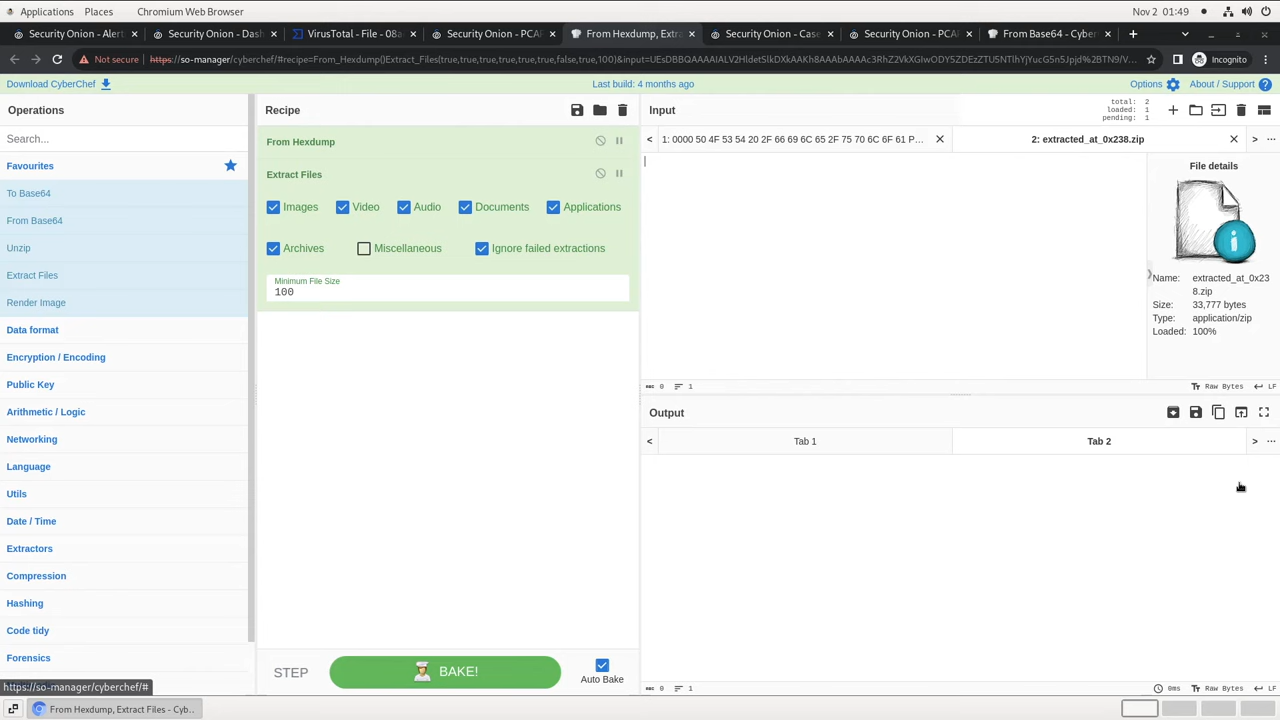 Applications Places Chromium Web Browser Nov 2 01:49
Security Onion - Alert
Security Onion - Dash
VirusTotal - File - 08a
Security Onion - PCAP
From Hexdump, Extra
Security Onion - Case
Security Onion - PCAP
From Base64 - Cyber
Not secure https://so-manager/cyberchef/#recipe=From_Hexdump()Extract_Files(true,true,true,true,true,true,false,true,100)&input=
Incognito
Download CyberChef
Last build: 4 months ago
Options
About / Support
Operations
Search...
Favourites
To Base64
From Base64
Unzip
Extract Files
Render Image
Data format
Encryption / Encoding
Public Key
Arithmetic / Logic
Networking
Language
Utils
Date / Time
Extractors
Compression
Hashing
Code tidy
Forensics
https://so-manager/cyberchef/#
Recipe
From Hexdump
Extract Files
Images Video Audio Documents Applications
Archives Miscellaneous Ignore failed extractions
Minimum File Size
100
STEP
BAKE!
Auto Bake
Input
total: 2
loaded: 1
pending: 1
< 1: 0000 50 4F 53 54 20 2F 66 69 6C 65 2F 75 70 6C 6F 61 P...
2: extracted_at_0x238.zip > ...
File details
Name: extracted_at_0x23
8.zip
Size: 33,777 bytes
Type: application/zip
Loaded: 100%
0 1 Raw Bytes LF
Output
< Tab 1 Tab 2 > ...
0 1 0ms Raw Bytes LF
From Hexdump, Extract Files - Cyb...